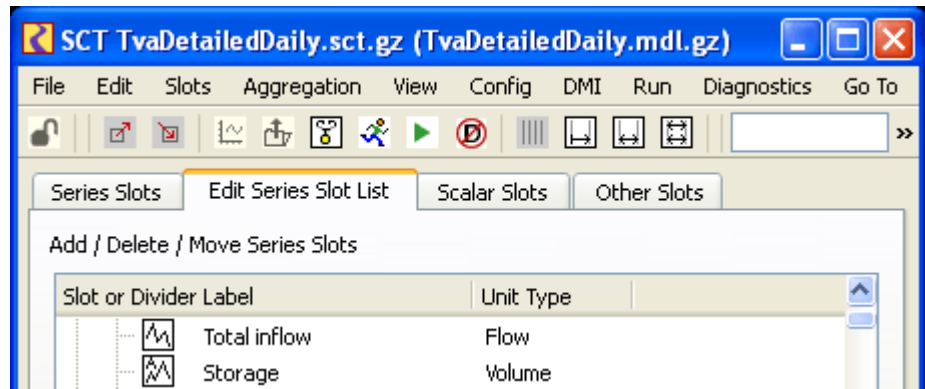 SCT TvaDetailedDaily.sct.gz (TvaDetailedDaily.mdl.gz)
File Edit Slots Aggregation View Config DMI Run Diagnostics Go To
D »
Series Slots Edit Series Slot List Scalar Slots Other Slots
Add / Delete / Move Series Slots
Slot or Divider Label Unit Type
Total inflow Flow
Storage Volume